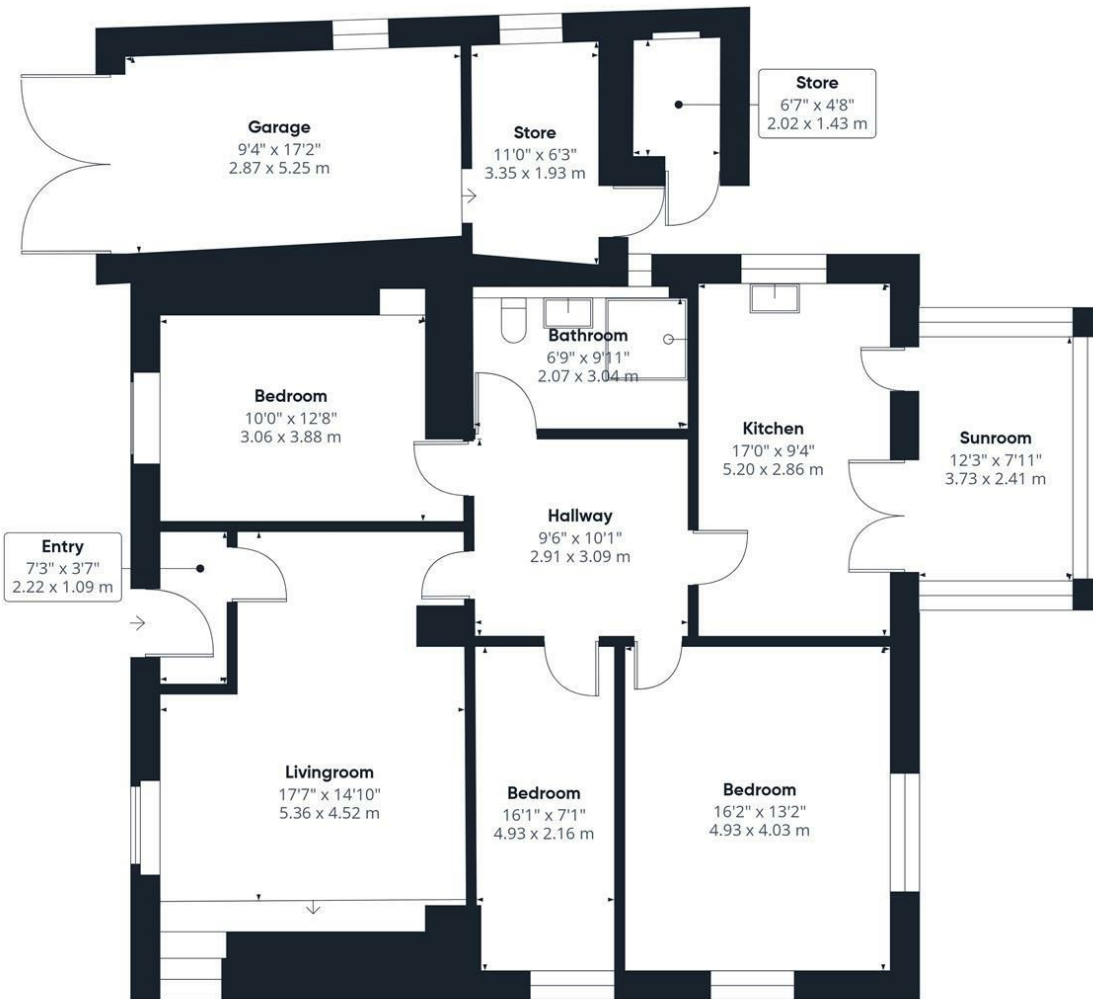 Garage
9'4" x 17'2"
2.87 x 5.25 m
Store
11'0" x 6'3"
3.35 x 1.93 m
Store
6'7" x 4'8"
2.02 x 1.43 m
Bedroom
10'0" x 12'8"
3.06 x 3.88 m
Bathroom
6'9" x 9'11"
2.07 x 3.04 m
Kitchen
17'0" x 9'4"
5.20 x 2.86 m
Sunroom
12'3" x 7'11"
3.73 x 2.41 m
Entry
7'3" x 3'7"
2.22 x 1.09 m
Hallway
9'6" x 10'1"
2.91 x 3.09 m
Livingroom
17'7" x 14'10"
5.36 x 4.52 m
Bedroom
16'1" x 7'1"
4.93 x 2.16 m
Bedroom
16'2" x 13'2"
4.93 x 4.03 m